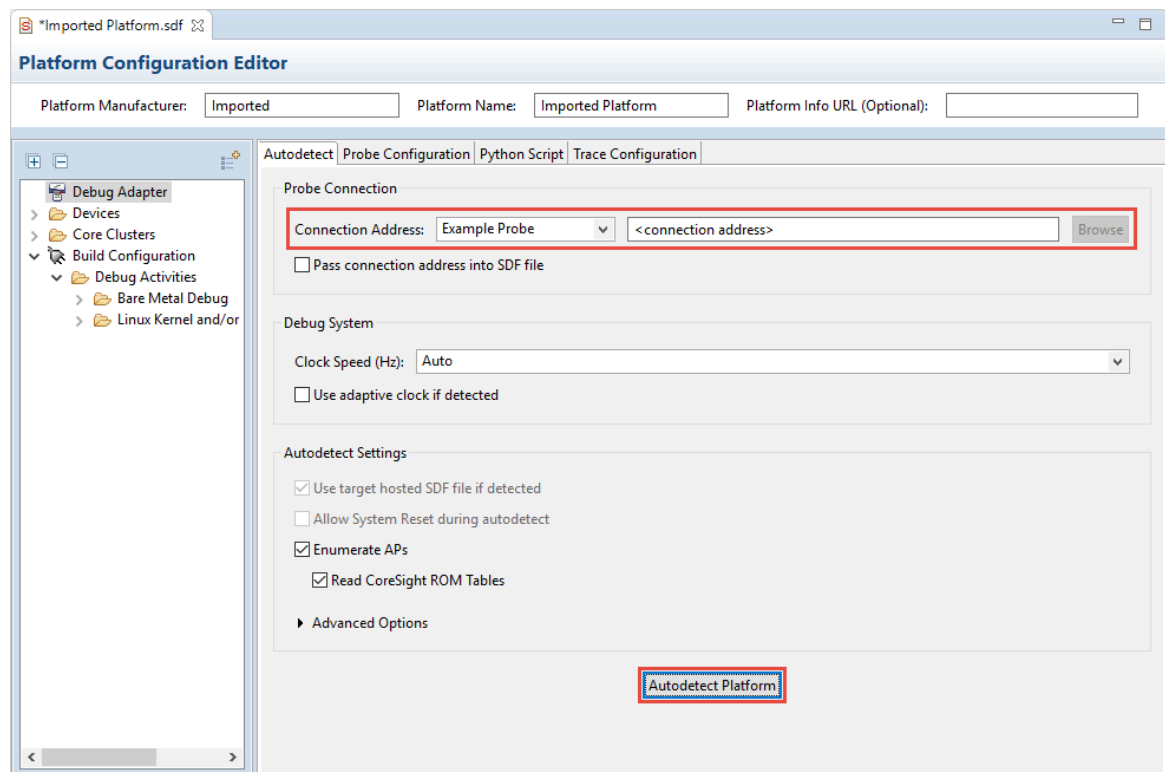 *Imported Platform.sdf
Platform Configuration Editor
Platform Manufacturer: Imported Platform Name: Imported Platform Platform Info URL (Optional):
Autodetect Probe Configuration Python Script Trace Configuration
Debug Adapter
Devices
Core Clusters
Build Configuration
Debug Activities
Bare Metal Debug
Linux Kernel and/or
Probe Connection
Connection Address: Example Probe <connection address> Browse
Pass connection address into SDF file
Debug System
Clock Speed (Hz): Auto
Use adaptive clock if detected
Autodetect Settings
Use target hosted SDF file if detected
Allow System Reset during autodetect
Enumerate APs
Read CoreSight ROM Tables
Advanced Options
Autodetect Platform